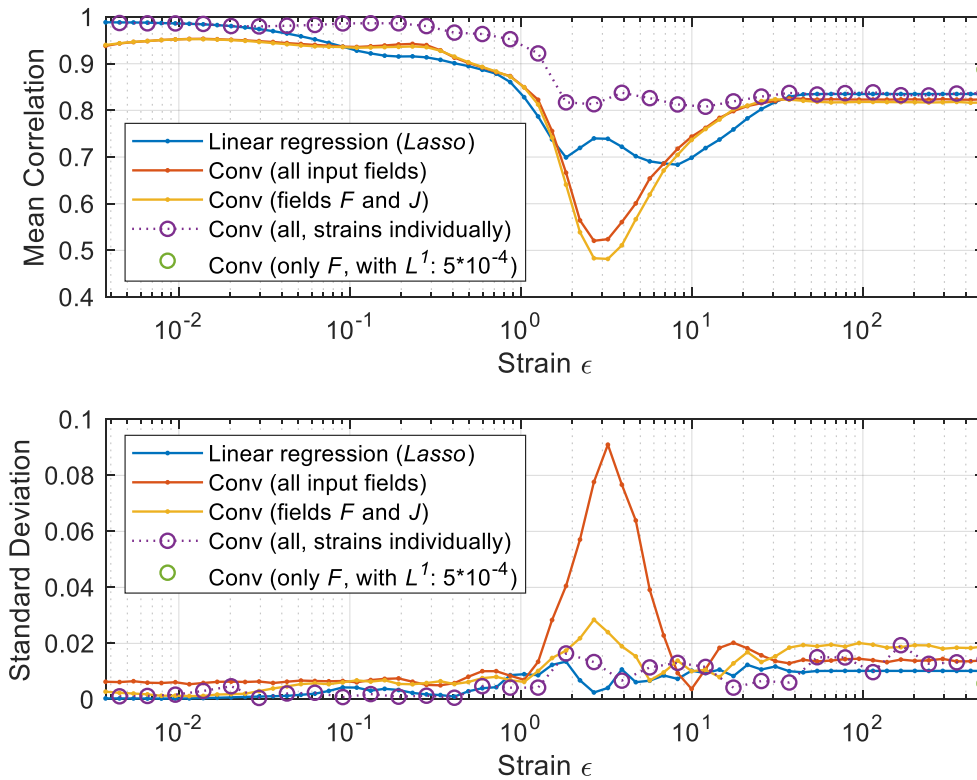 1
0.9
0.8
0.7
0.6
0.5
0.4
Mean Correlation
Linear regression (Lasso)
Conv (all input fields)
Conv (fields F and J)
Conv (all, strains individually)
Conv (only F, with L¹: 5*10⁻⁴)
10⁻² 10⁻¹ 10⁰ 10¹ 10²
Strain ϵ
0.1
0.08
0.06
0.04
0.02
0
Standard Deviation
Linear regression (Lasso)
Conv (all input fields)
Conv (fields F and J)
Conv (all, strains individually)
Conv (only F, with L¹: 5*10⁻⁴)
10⁻² 10⁻¹ 10⁰ 10¹ 10²
Strain ϵ